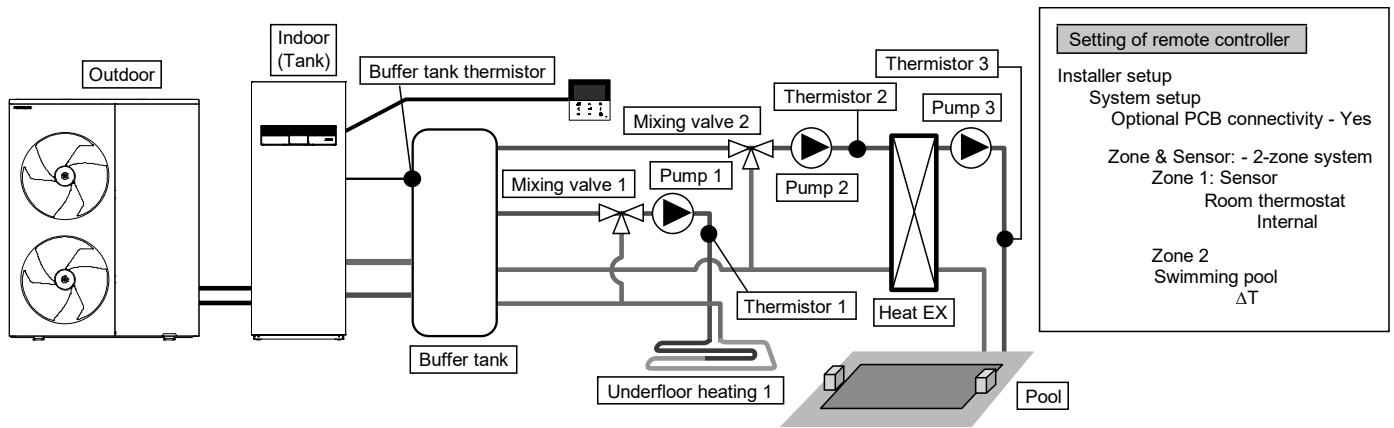 Outdoor
Indoor
(Tank)
Buffer tank thermistor
Mixing valve 2
Thermistor 2
Thermistor 3
Pump 3
Mixing valve 1
Pump 1
Pump 2
Thermistor 1
Heat EX
Buffer tank
Underfloor heating 1
Pool
Setting of remote controller
Installer setup
System setup
Optional PCB connectivity - Yes
Zone & Sensor: - 2-zone system
Zone 1: Sensor
Room thermostat
Internal
Zone 2
Swimming pool
ΔT